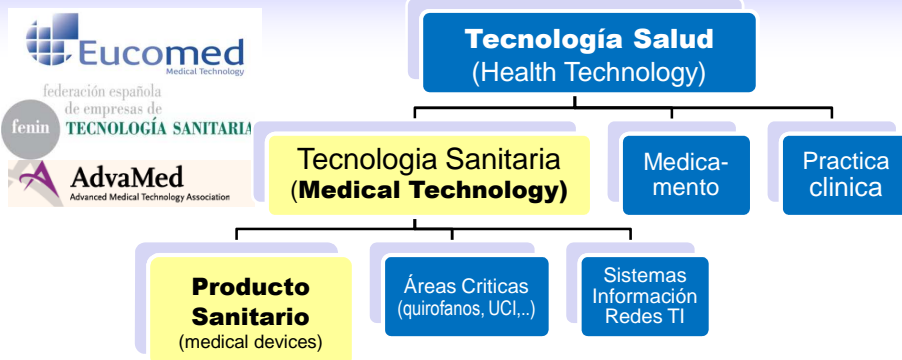 Eucomed
Medical Technology
federación española
de empresas de
fenin TECNOLOGÍA SANITARIA
AdvaMed
Advanced Medical Technology Association
Tecnología Salud
(Health Technology)
Tecnologia Sanitaria
(Medical Technology)
Medica-
mento
Practica
clinica
Producto
Sanitario
(medical devices)
Áreas Criticas
(quirofanos, UCI,..)
Sistemas
Información
Redes TI